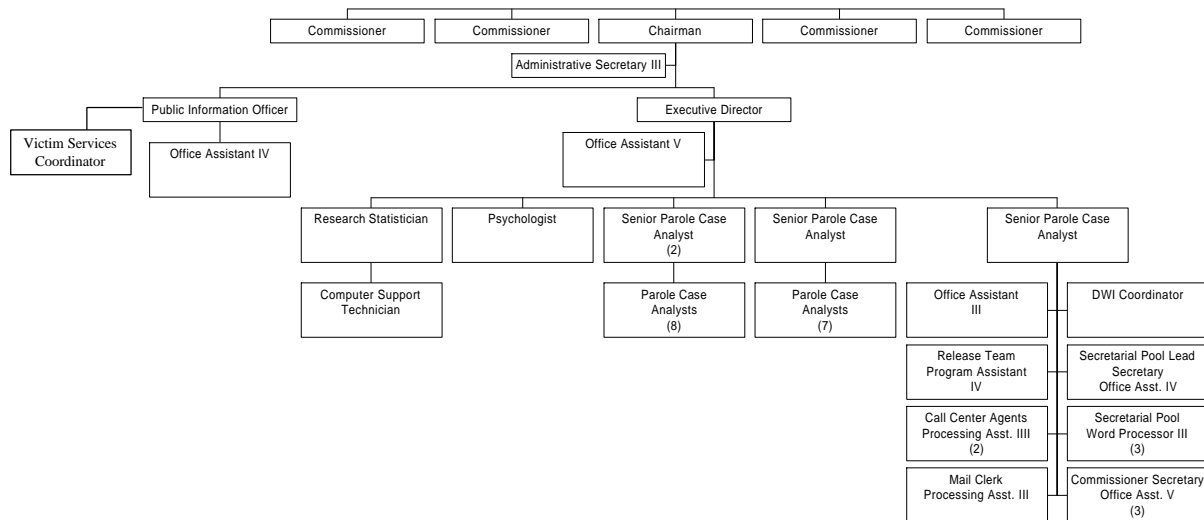 Commissioner
Commissioner
Chairman
Commissioner
Commissioner
Administrative Secretary III
Public Information Officer
Executive Director
Victim Services
Coordinator
Office Assistant IV
Office Assistant V
Research Statistician
Psychologist
Senior Parole Case
Analyst
(2)
Senior Parole Case
Analyst
Senior Parole Case
Analyst
Computer Support
Technician
Parole Case
Analysts
(8)
Parole Case
Analysts
(7)
Office Assistant
III
DWI Coordinator
Release Team
Program Assistant
IV
Secretarial Pool Lead
Secretary
Office Asst. IV
Call Center Agents
Processing Asst. IIII
(2)
Secretarial Pool
Word Processor III
(3)
Mail Clerk
Processing Asst. III
Commissioner Secretary
Office Asst. V
(3)